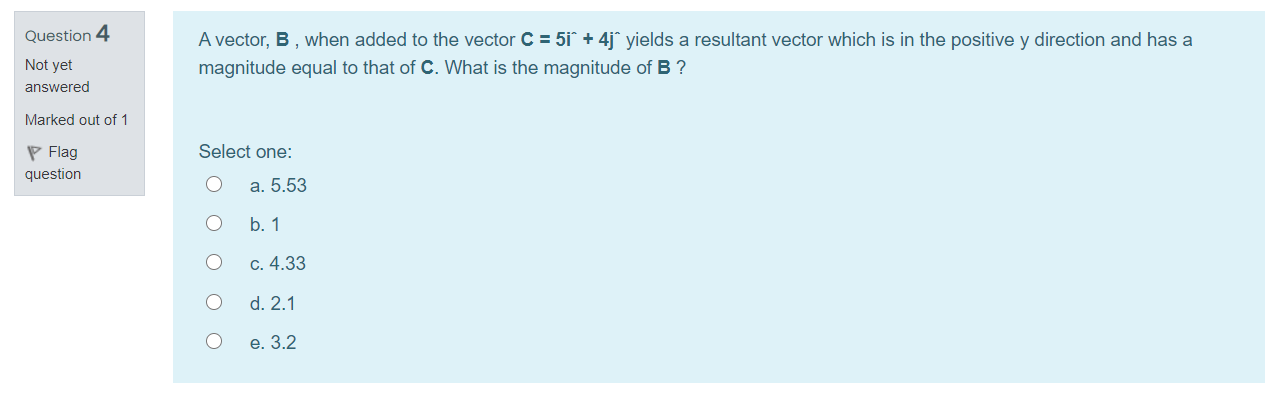 Question 4
Not yet
answered
Marked out of 1
Flag
question
A vector, B , when added to the vector C = 5iˆ + 4jˆ yields a resultant vector which is in the positive y direction and has a
magnitude equal to that of C. What is the magnitude of B ?
Select one:
a. 5.53
b. 1
c. 4.33
d. 2.1
e. 3.2